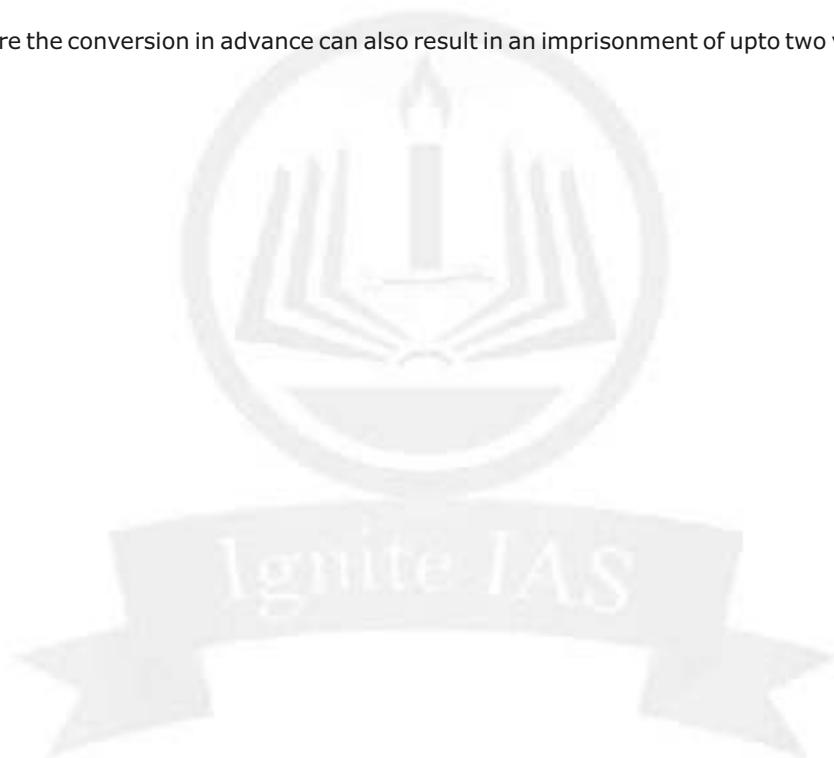 re the conversion in advance can also result in an imprisonment of upto two
Ignite IAS